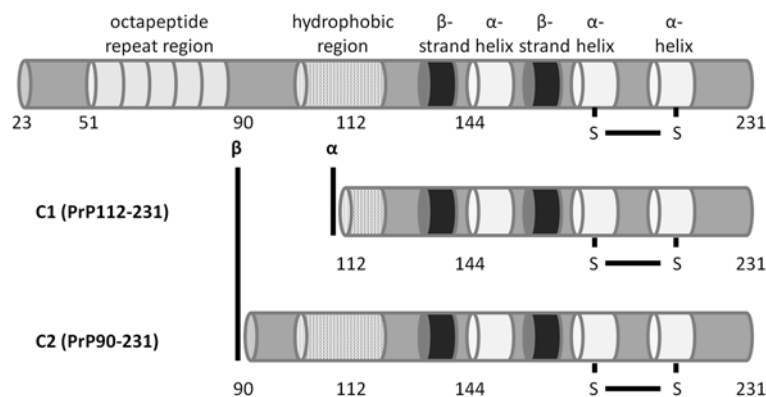 octapeptide hydrophobic β- α- β- α- α-
repeat region region strand helix strand helix helix
23 51 90 112 144 231
S S
β α
C1 (PrP112-231)
112 144 231
S S
C2 (PrP90-231)
90 112 144 231
S S